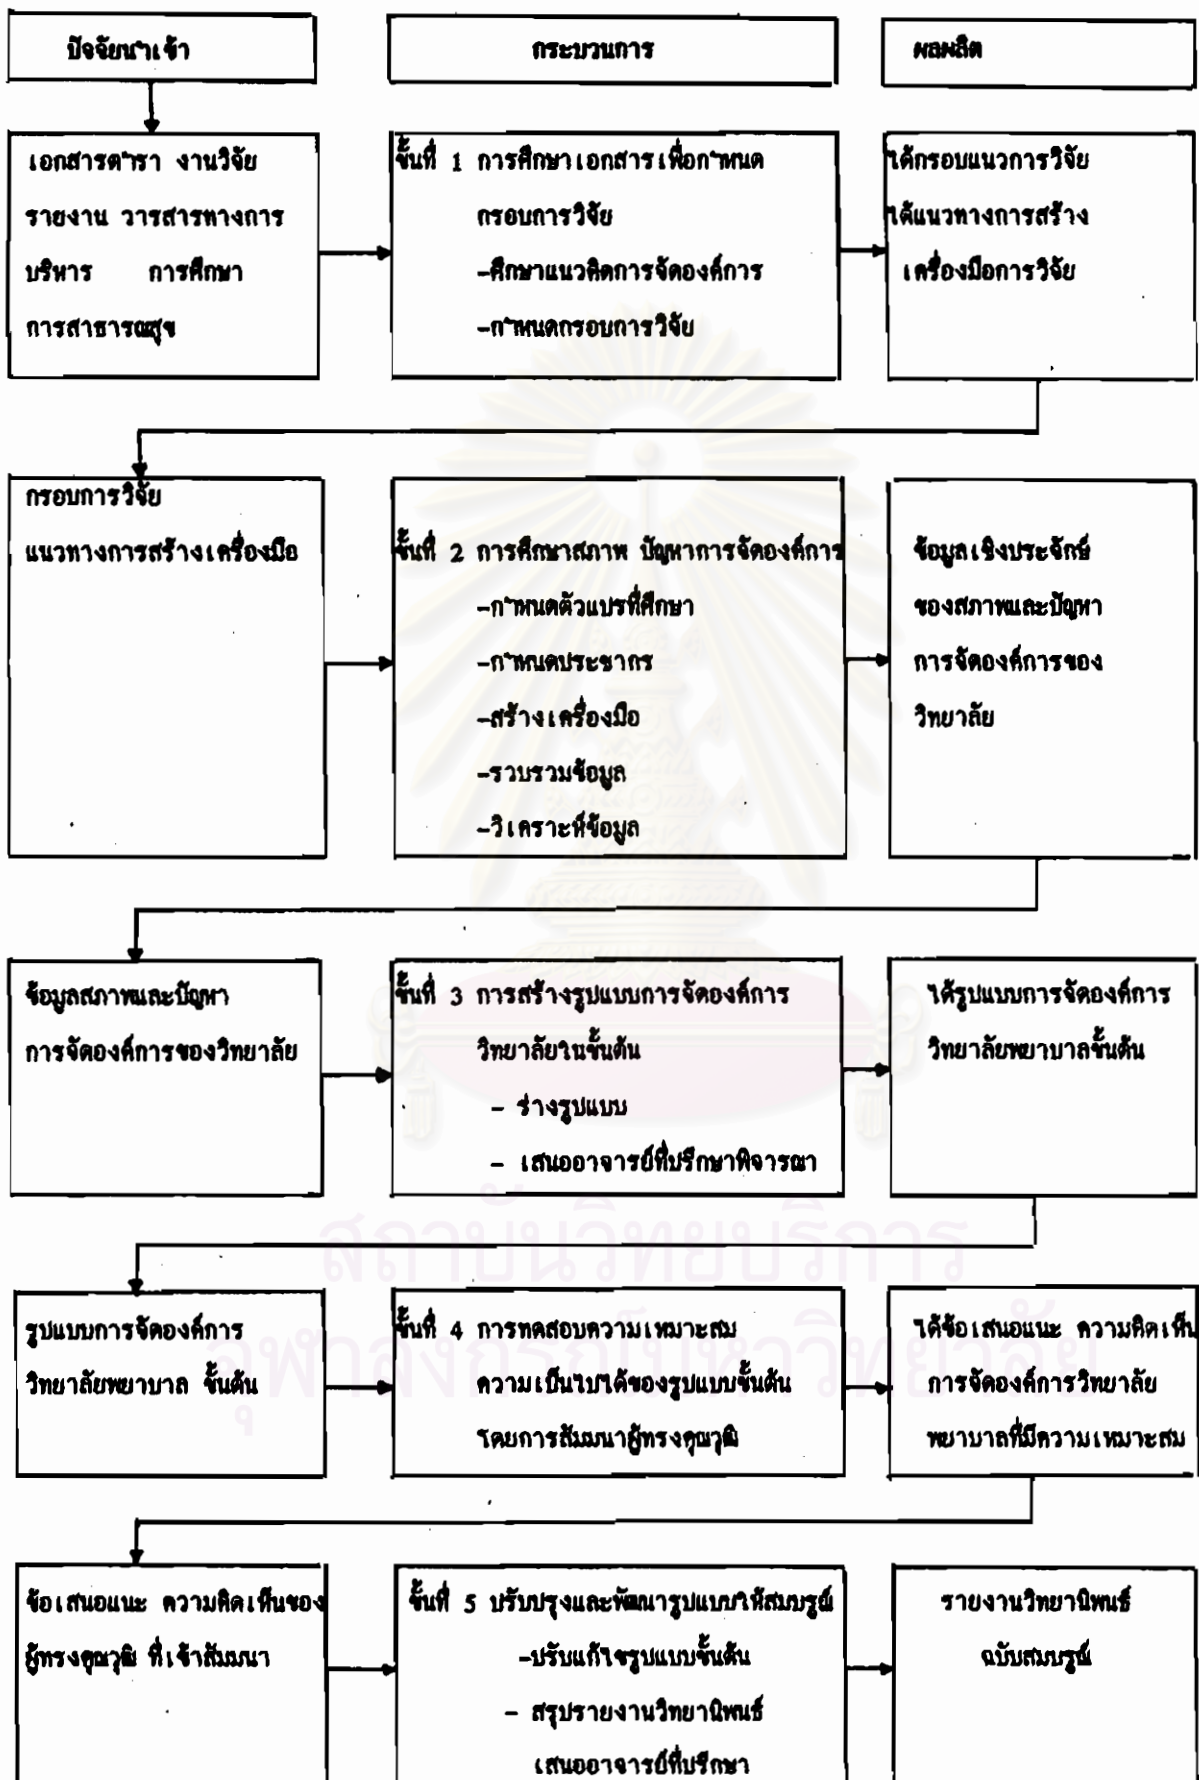 ปัจจัยนำเข้า
กระบวนการ
ผลผลิต
เอกสารตำรา งานวิจัย
รายงาน วารสารทางการ
บริหาร การศึกษา
การสาธารณสุข
ขั้นที่ 1 การศึกษาเอกสารเพื่อกำหนด
กรอบการวิจัย
-ศึกษาแนวคิดการจัดองค์การ
-กำหนดกรอบการวิจัย
ได้กรอบแนวการวิจัย
ได้แนวทางการสร้าง
เครื่องมือการวิจัย
กรอบการวิจัย
แนวทางการสร้างเครื่องมือ
ขั้นที่ 2 การศึกษาสภาพ ปัญหาการจัดองค์การ
-กำหนดตัวแปรที่ศึกษา
-กำหนดประชากร
-สร้างเครื่องมือ
-รวบรวมข้อมูล
-วิเคราะห์ข้อมูล
ข้อมูลเชิงประจักษ์
ของสภาพและปัญหา
การจัดองค์การของ
วิทยาลัย
ข้อมูลสภาพและปัญหา
การจัดองค์การของวิทยาลัย
ขั้นที่ 3 การสร้างรูปแบบการจัดองค์การ
วิทยาลัยในขั้นต้น
- ร่างรูปแบบ
- เสนออาจารย์ที่ปรึกษาพิจารณา
ได้รูปแบบการจัดองค์การ
วิทยาลัยพยาบาลขั้นต้น
รูปแบบการจัดองค์การ
วิทยาลัยพยาบาล ขั้นต้น
ขั้นที่ 4 การทดสอบความเหมาะสม
ความเป็นไปได้ของรูปแบบขั้นต้น
โดยการสัมมนาผู้ทรงคุณวุฒิ
ได้ข้อเสนอแนะ ความคิดเห็น
การจัดองค์การวิทยาลัย
พยาบาลที่มีความเหมาะสม
ข้อเสนอแนะ ความคิดเห็นของ
ผู้ทรงคุณวุฒิ ที่เข้าสัมมนา
ขั้นที่ 5 ปรับปรุงและพัฒนารูปแบบให้สมบรูณ์
-ปรับแก้ไขรูปแบบขั้นต้น
- สรุปรายงานวิทยานิพนธ์
เสนออาจารย์ที่ปรึกษา
รายงานวิทยานิพนธ์
ฉบับสมบรูณ์
สถาบันวิทยบริการ
จุฬาลงกรณ์มหาวิทยาลัย